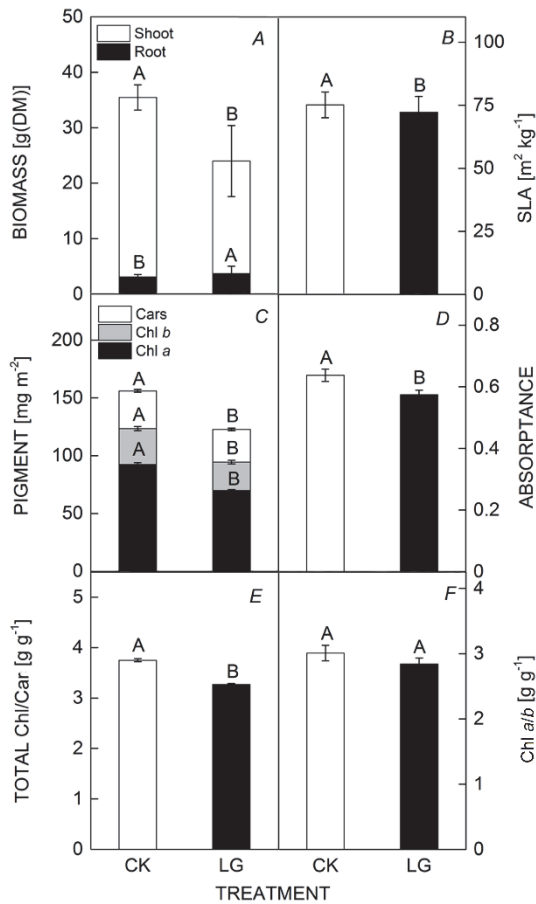 50
40
30
20
10
0
BIOMASS [g(DM)]
Shoot
Root
A
A
B
B
A
B
A
B
100
75
50
25
0
SLA [m² kg⁻¹]
200
150
100
50
0
PIGMENT [mg m⁻²]
Cars
Chl b
Chl a
C
A
A
A
B
B
B
D
A
B
0.8
0.6
0.4
0.2
0
ABSORPTANCE
5
4
3
2
1
0
TOTAL Chl/Car [g g⁻¹]
E
A
B
F
A
A
4
3
2
1
0
Chl a/b [g g⁻¹]
CK LG CK LG
TREATMENT